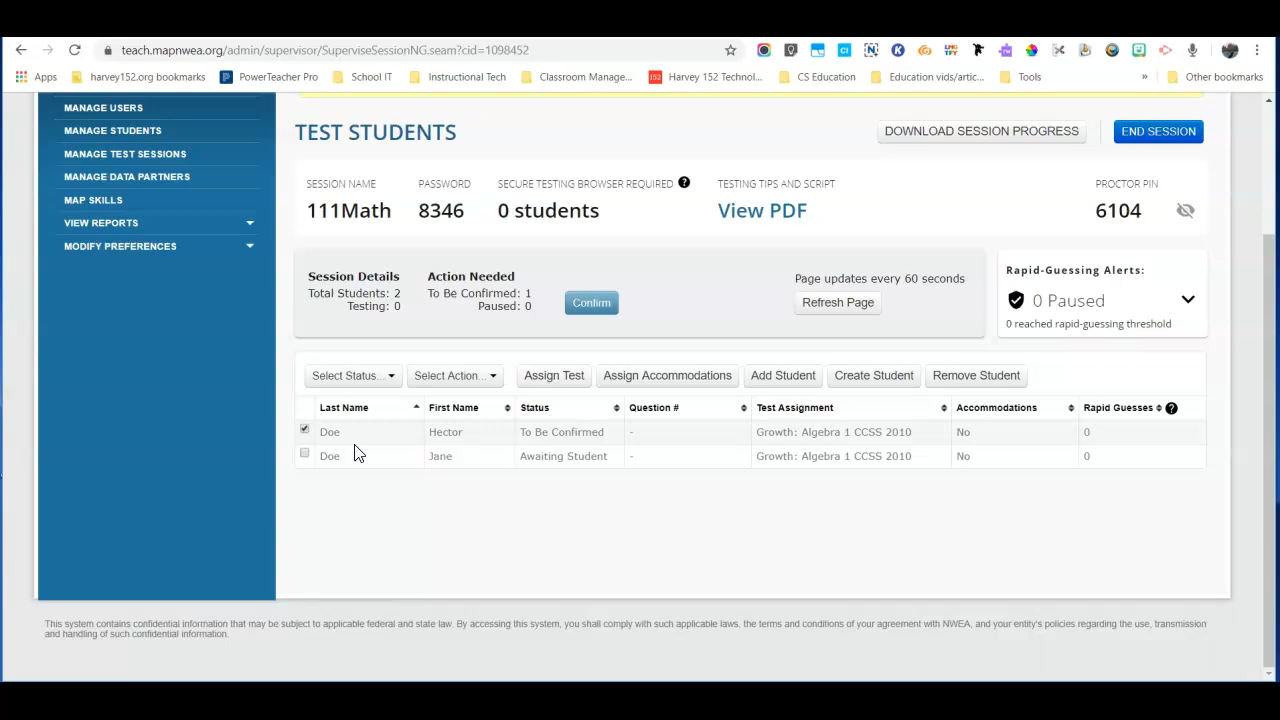 teach.mapnwea.org/admin/supervisor/SuperviseSessionNG.seam?cid=1098452
Apps harvey152.org bookmarks PowerTeacher Pro School IT Instructional Tech Classroom Manage... 152 Harvey 152 Technol... CS Education Education vids/artic... Tools » Other bookmarks
MANAGE USERS
MANAGE STUDENTS
MANAGE TEST SESSIONS
MANAGE DATA PARTNERS
MAP SKILLS
VIEW REPORTS
MODIFY PREFERENCES
TEST STUDENTS
DOWNLOAD SESSION PROGRESS END SESSION
SESSION NAME PASSWORD SECURE TESTING BROWSER REQUIRED ? TESTING TIPS AND SCRIPT PROCTOR PIN
111Math 8346 0 students View PDF 6104
Session Details Action Needed
Total Students: 2 To Be Confirmed: 1
Testing: 0 Paused: 0
Confirm
Page updates every 60 seconds
Refresh Page
Rapid-Guessing Alerts:
0 Paused
0 reached rapid-guessing threshold
Select Status... Select Action... Assign Test Assign Accommodations Add Student Create Student Remove Student
Last Name First Name Status Question # Test Assignment Accommodations Rapid Guesses ?
Doe Hector To Be Confirmed - Growth: Algebra 1 CCSS 2010 No 0
Doe Jane Awaiting Student - Growth: Algebra 1 CCSS 2010 No 0
This system contains confidential information that may be subject to applicable federal and state law. By accessing this system, you shall comply with such applicable laws, the terms and conditions of your agreement with NWEA, and your entity's policies regarding the use, transmission
and handling of such confidential information.